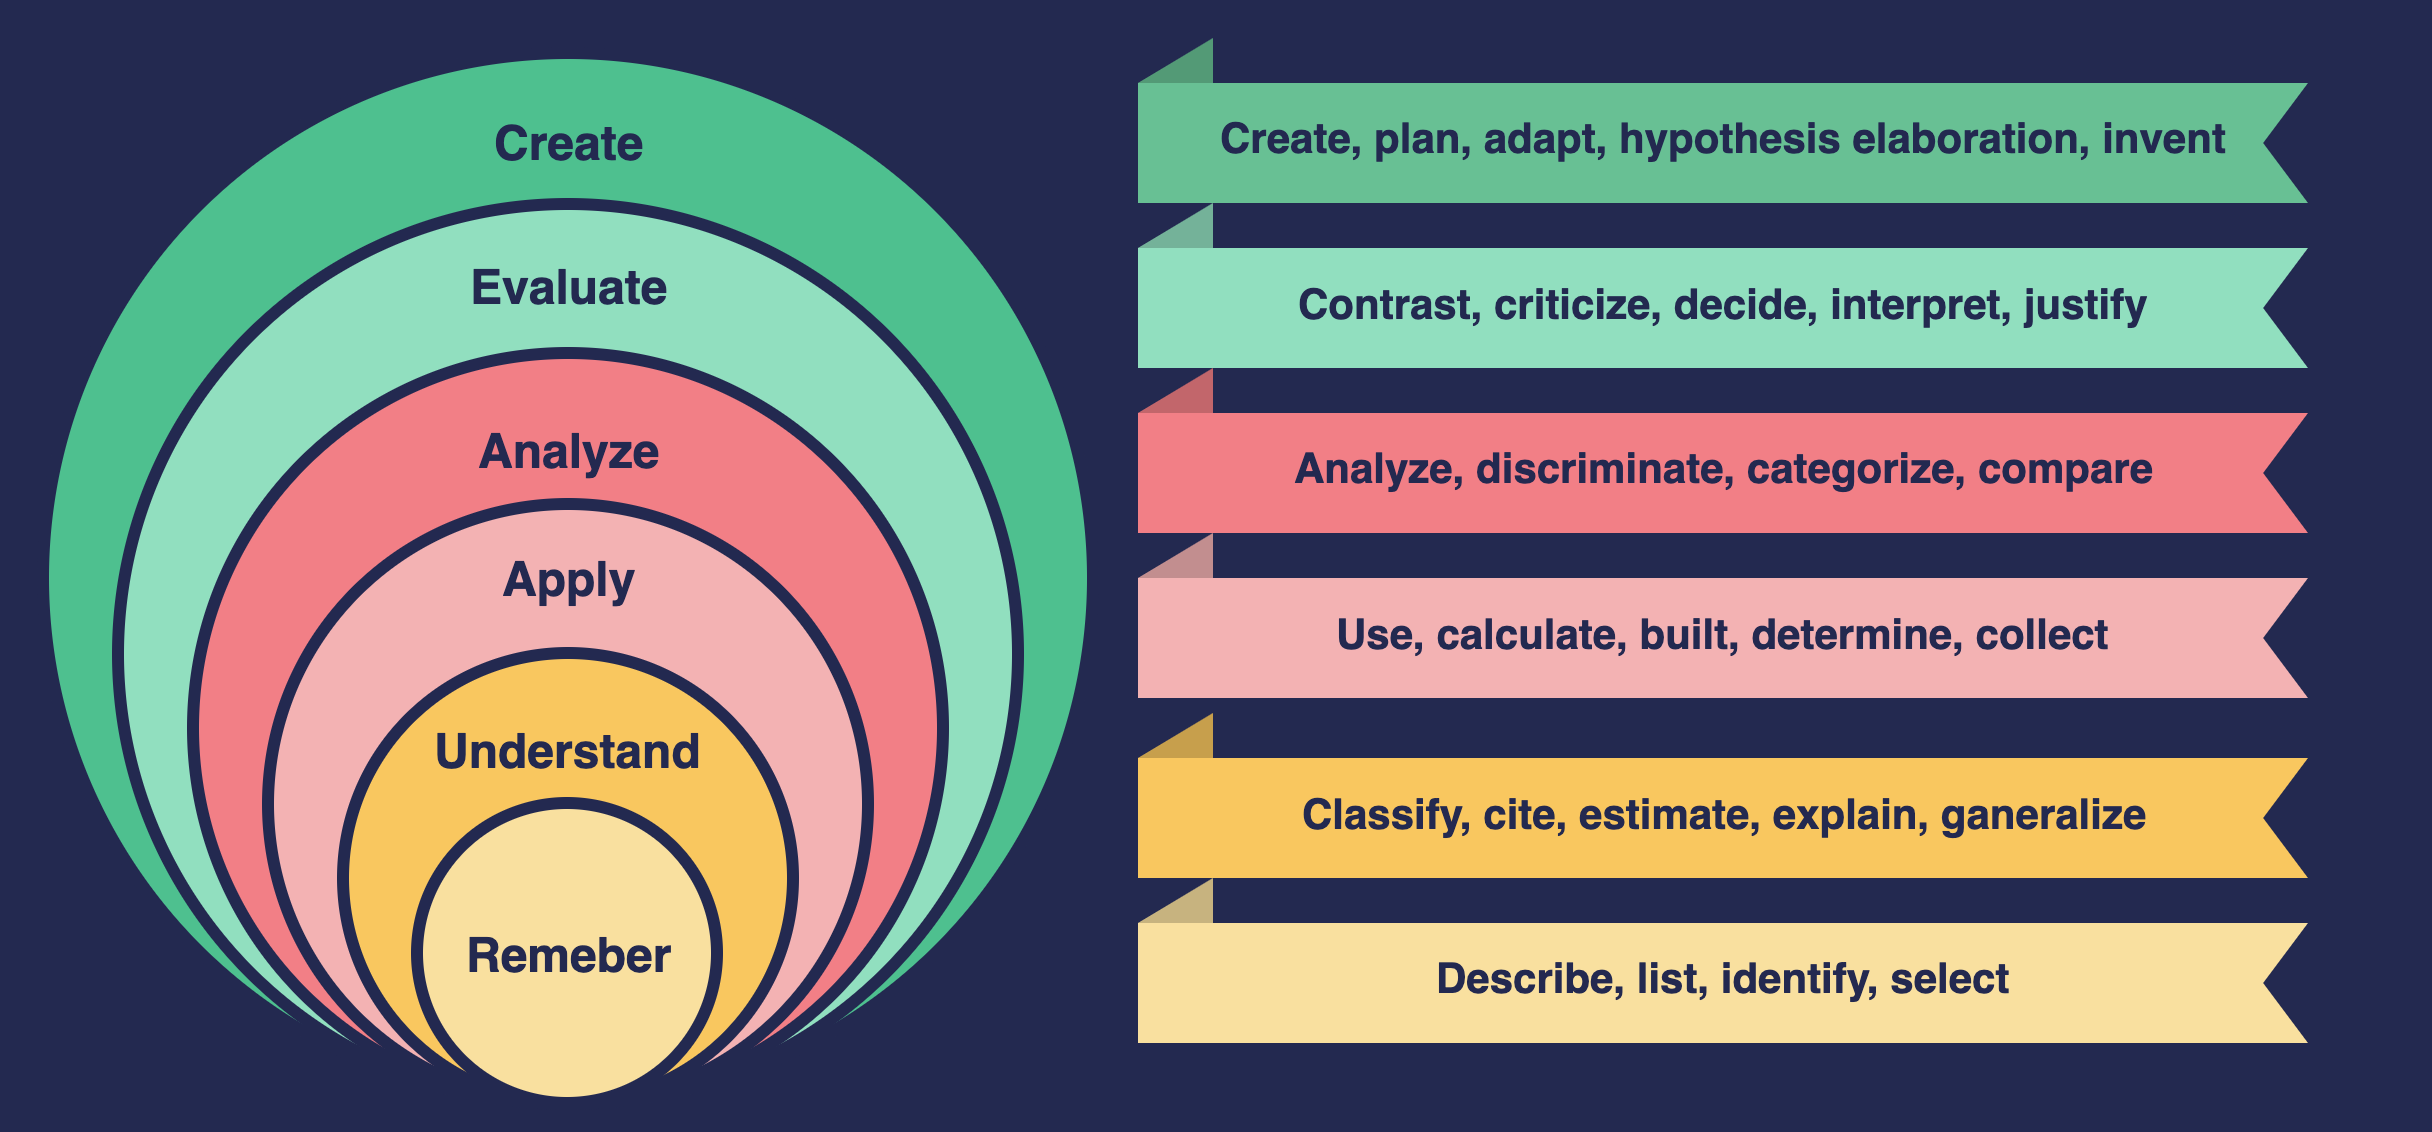 Create
Evaluate
Analyze
Apply
Understand
Remeber
Create, plan, adapt, hypothesis elaboration, invent
Contrast, criticize, decide, interpret, justify
Analyze, discriminate, categorize, compare
Use, calculate, built, determine, collect
Classify, cite, estimate, explain, ganeralize
Describe, list, identify, select